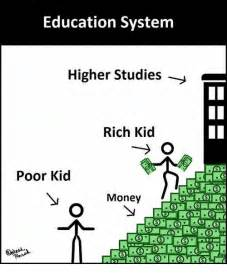 Education System
Higher Studies
Rich Kid
Poor Kid
Money